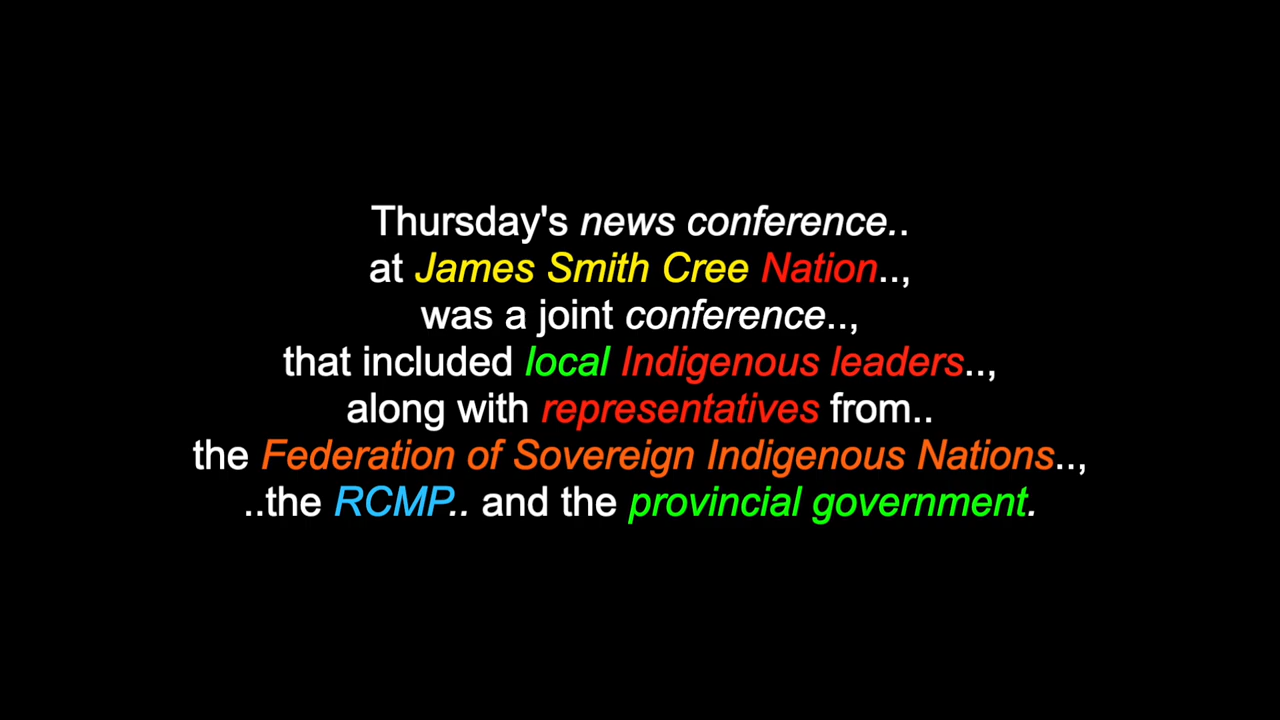 Thursday's news conference..
at James Smith Cree Nation..,
was a joint conference..,
that included local Indigenous leaders..,
along with representatives from..
the Federation of Sovereign Indigenous Nations..,
..the RCMP.. and the provincial government.